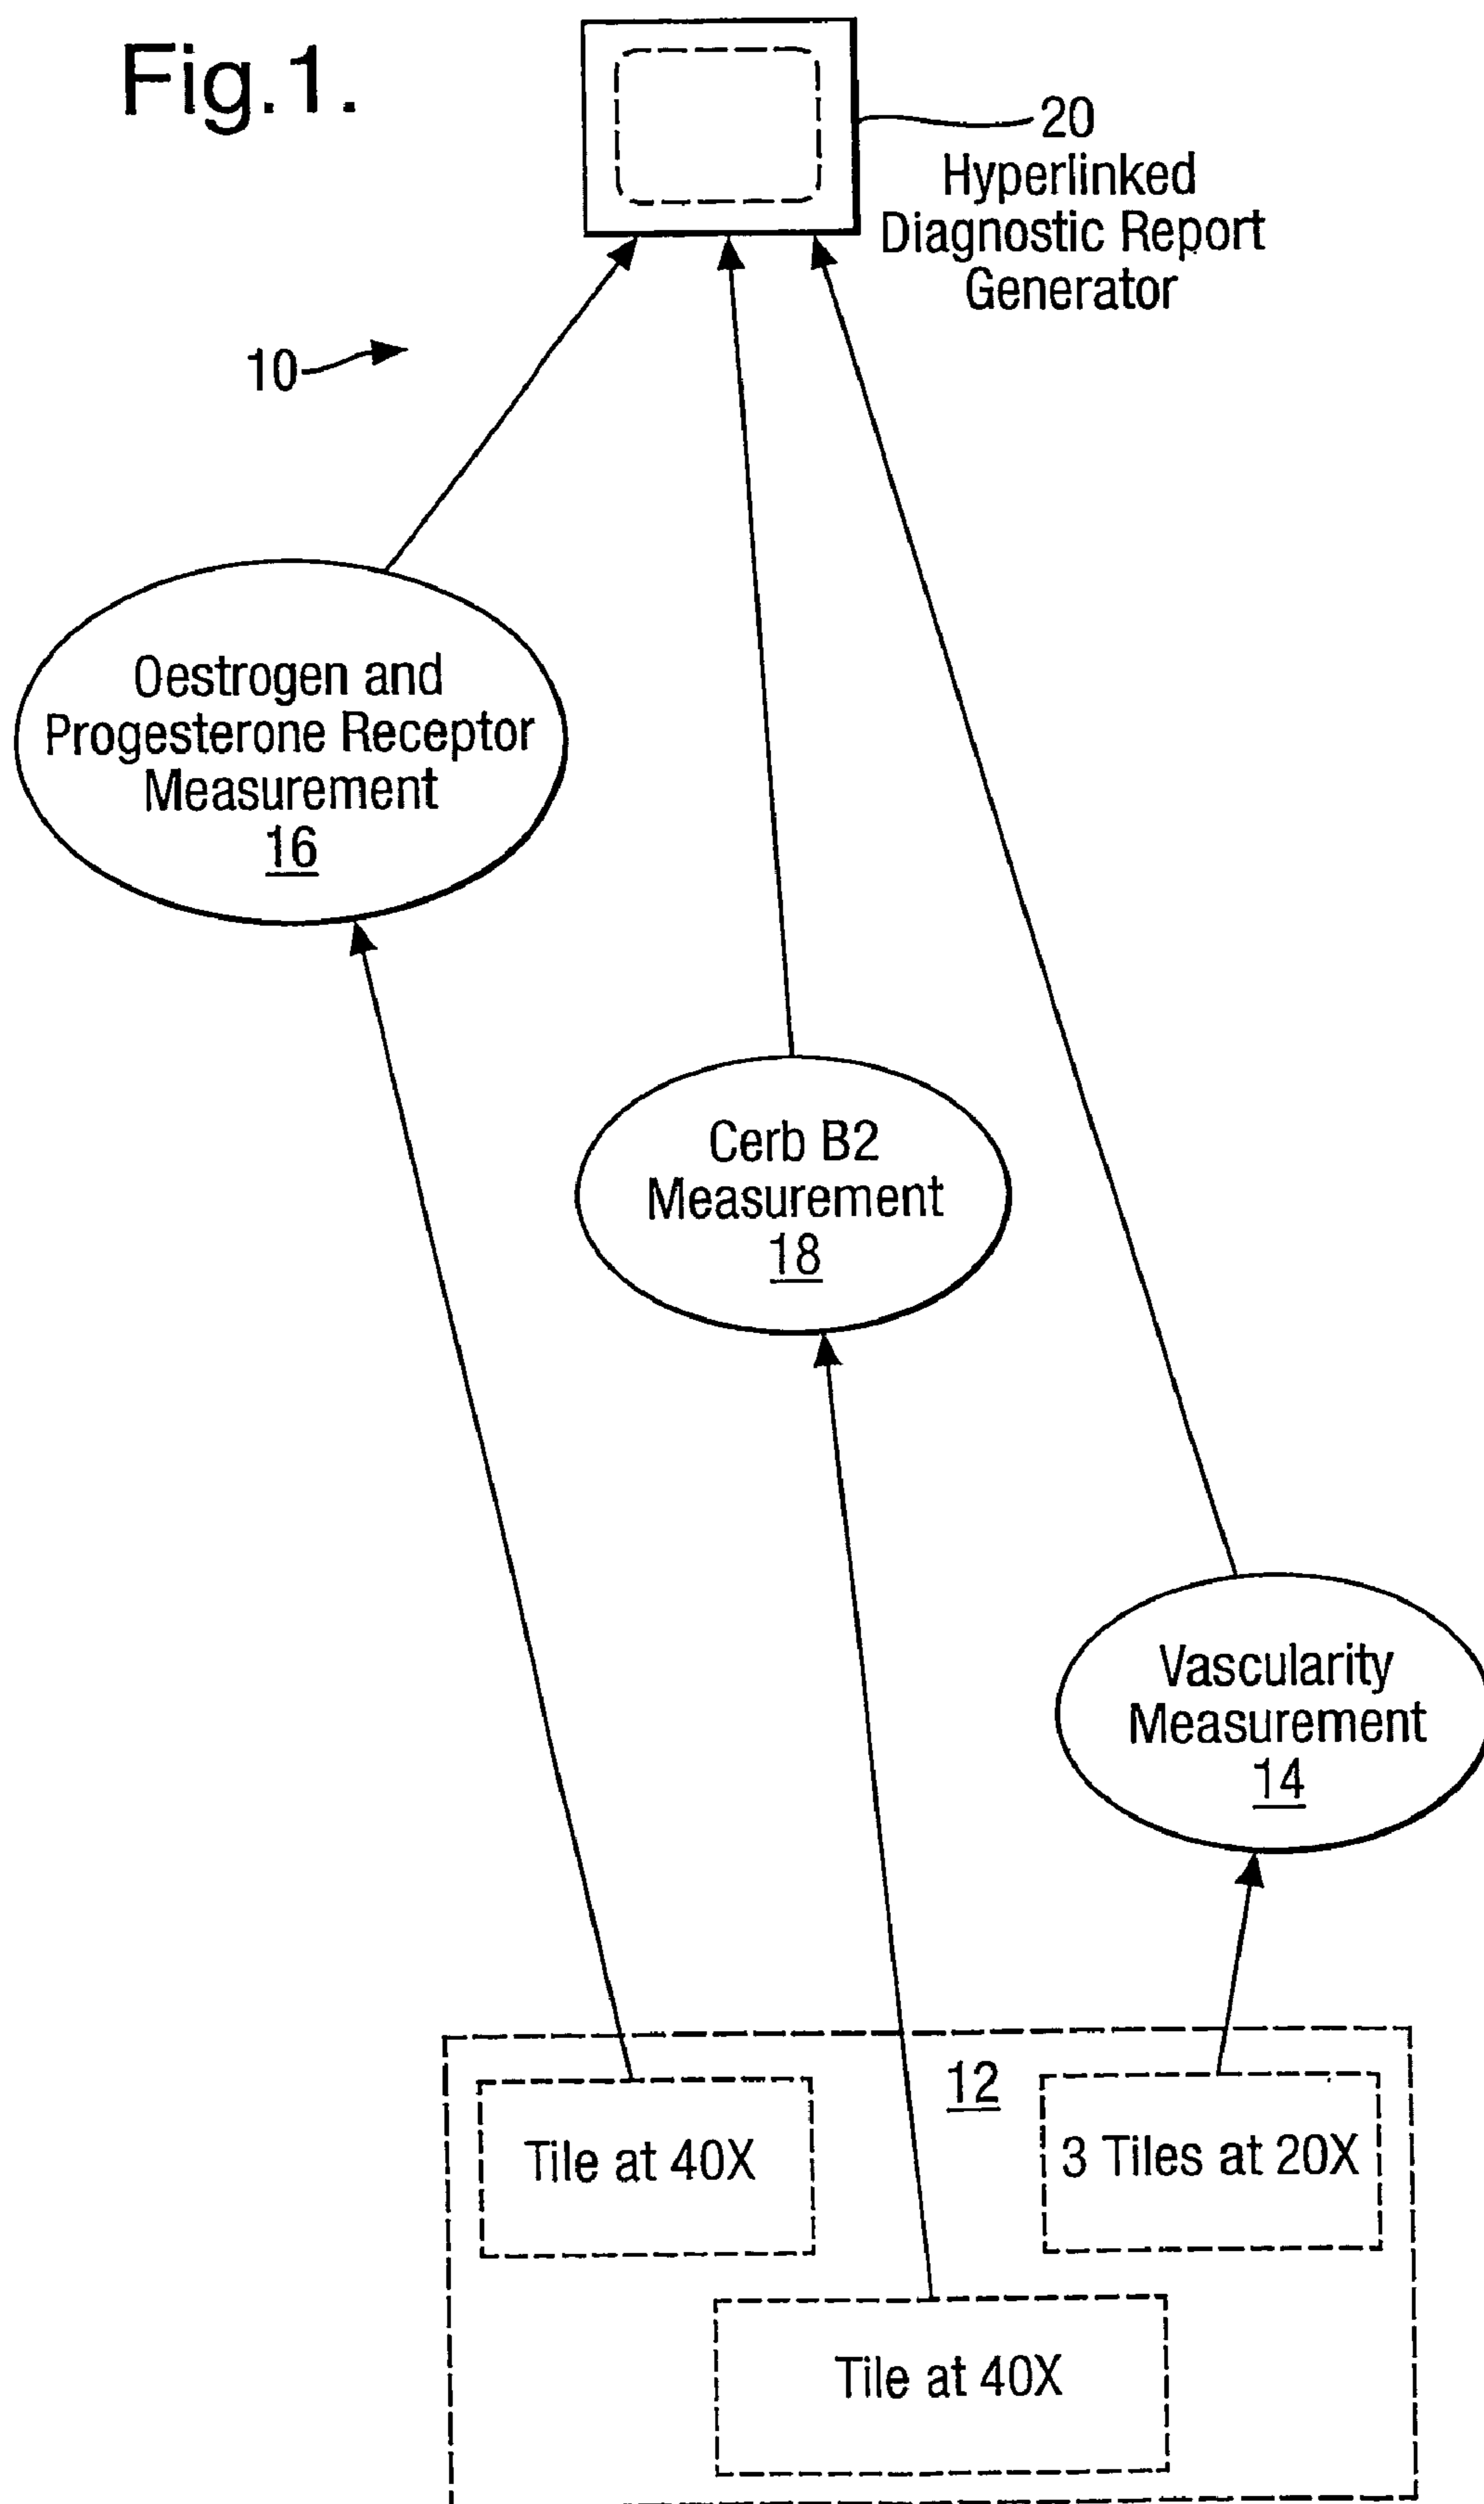 Fig.1.
20
Hyperlinked
Diagnostic Report
Generator
10
Oestrogen and
Progesterone Receptor
Measurement
16
Cerb B2
Measurement
18
Vascularity
Measurement
14
12
Tile at 40X
3 Tiles at 20X
Tile at 40X